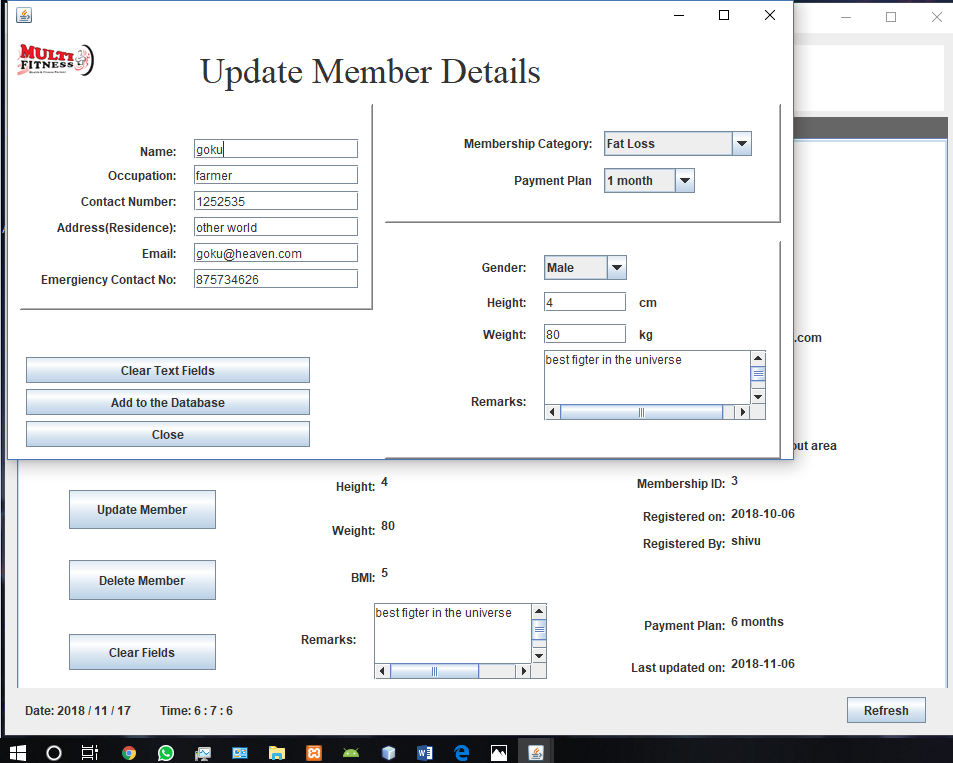 MULTI
FITNESS
Update Member Details
Name: goku
Occupation: farmer
Contact Number: 1252535
Address(Residence): other world
Email: goku@heaven.com
Emergency Contact No: 875734626
Clear Text Fields
Add to the Database
Close
Membership Category: Fat Loss
Payment Plan 1 month
Gender: Male
Height: 4 cm
Weight: 80 kg
Remarks: best figter in the universe
.com
out area
Update Member
Delete Member
Clear Fields
Height: 4
Weight: 80
BMI: 5
Remarks: best figter in the universe
Membership ID: 3
Registered on: 2018-10-06
Registered By: shivu
Payment Plan: 6 months
Last updated on: 2018-11-06
Date: 2018 / 11 / 17 Time: 6 : 7 : 6
Refresh